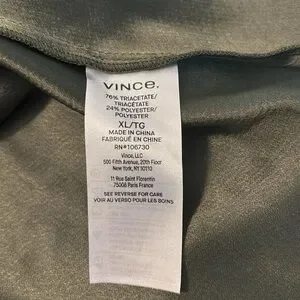 VINCE.
76% TRIACETATE/
TRIACÉTATE
24% POLYESTER/
POLYESTER
XL/TG
MADE IN CHINA
FABRIQUÉ EN CHINE
RN#106730
Vince, LLC
500 Fifth Avenue, 20th Floor
New York, NY 10110
11 Rue Saint Florentin
75008 Paris France
SEE REVERSE FOR CARE
VOIR AU VERSO POUR LES SOINS